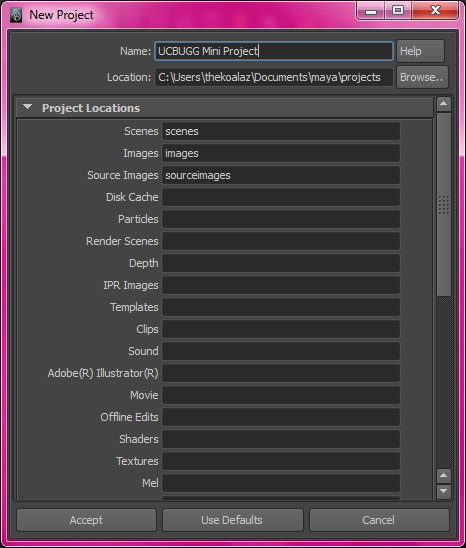 New Project
Name: UCBUGG Mini Project Help
Location: C:\Users\thekoalaz\Documents\maya\projects Browse..
Project Locations
Scenes scenes
Images images
Source Images sourceimages
Disk Cache
Particles
Render Scenes
Depth
IPR Images
Templates
Clips
Sound
Adobe(R) Illustrator(R)
Movie
Offline Edits
Shaders
Textures
Mel
Accept Use Defaults Cancel